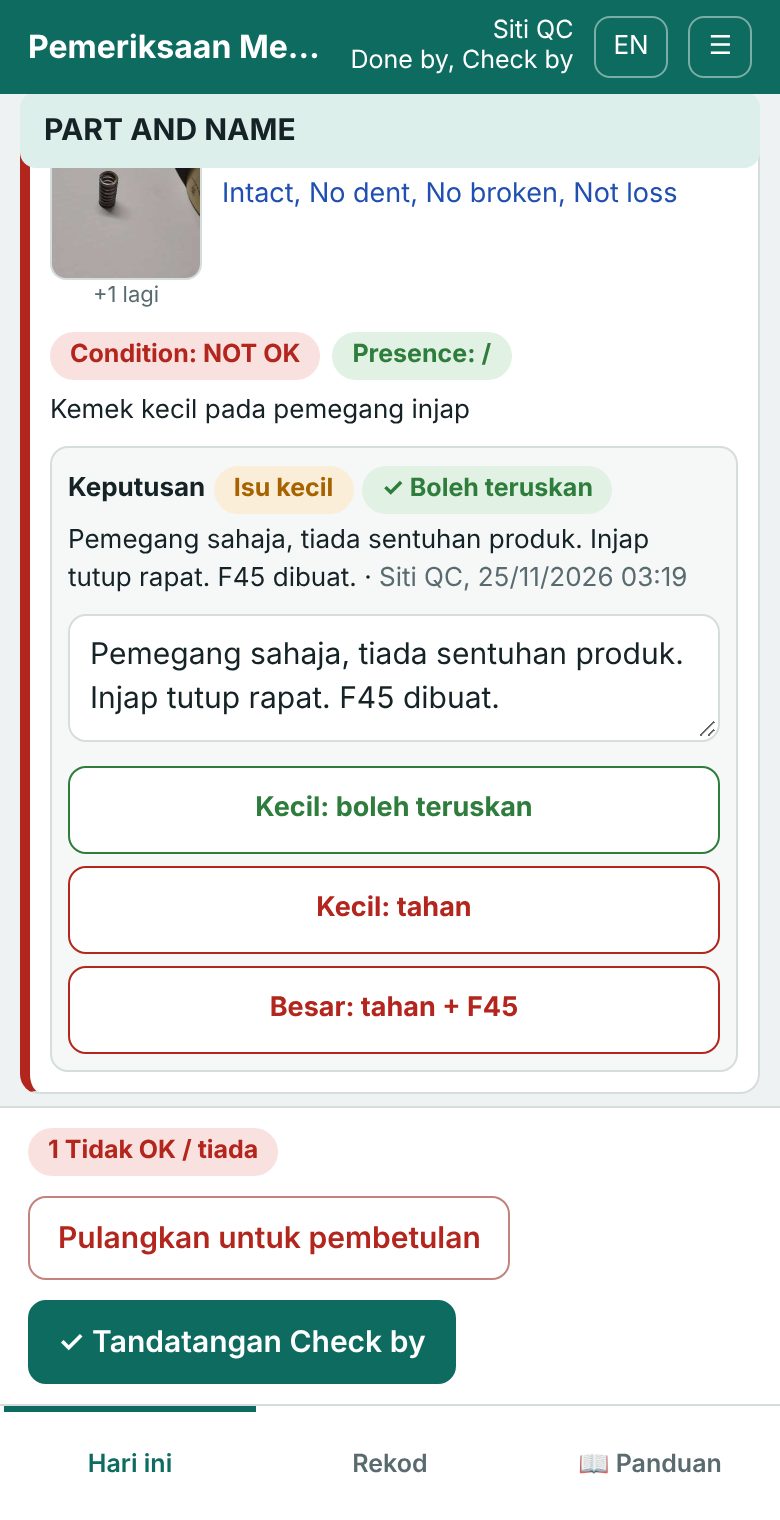 Pemeriksaan Me...
Siti QC
Done by, Check by
EN
☰
PART AND NAME
Intact, No dent, No broken, Not loss
+1 lagi
Condition: NOT OK
Presence: /
Kemek kecil pada pemegang injap
Keputusan
Isu kecil
✓ Boleh teruskan
Pemegang sahaja, tiada sentuhan produk. Injap
tutup rapat. F45 dibuat. · Siti QC, 25/11/2026 03:19
Pemegang sahaja, tiada sentuhan produk.
Injap tutup rapat. F45 dibuat.
Kecil: boleh teruskan
Kecil: tahan
Besar: tahan + F45
1 Tidak OK / tiada
Pulangkan untuk pembetulan
✓ Tandatangan Check by
Hari ini
Rekod
📖 Panduan